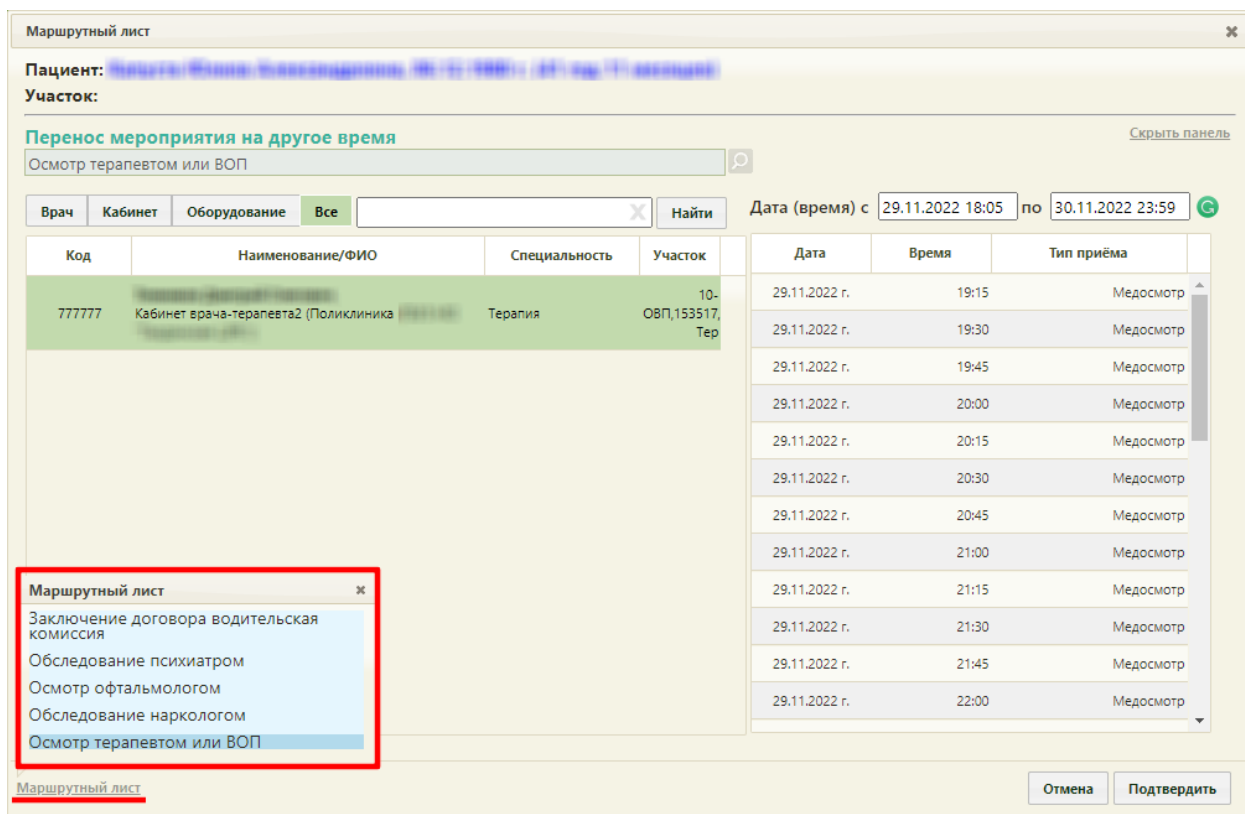 Маршрутный лист
Пациент:
Участок:
Перенос мероприятия на другое время
Скрыть панель
Осмотр терапевтом или ВОП
Врач Кабинет Оборудование Все Найти
Дата (время) с 29.11.2022 18:05 по 30.11.2022 23:59
Код Наименование/ФИО Специальность Участок
777777 Кабинет врача-терапевта2 (Поликлиника Терапия
10-
ОВП,153517,
Тер
Дата Время Тип приёма
29.11.2022 г. 19:15 Медосмотр
29.11.2022 г. 19:30 Медосмотр
29.11.2022 г. 19:45 Медосмотр
29.11.2022 г. 20:00 Медосмотр
29.11.2022 г. 20:15 Медосмотр
29.11.2022 г. 20:30 Медосмотр
29.11.2022 г. 20:45 Медосмотр
29.11.2022 г. 21:00 Медосмотр
29.11.2022 г. 21:15 Медосмотр
29.11.2022 г. 21:30 Медосмотр
29.11.2022 г. 21:45 Медосмотр
29.11.2022 г. 22:00 Медосмотр
Маршрутный лист
Заключение договора водительская
комиссия
Обследование психиатром
Осмотр офтальмологом
Обследование наркологом
Осмотр терапевтом или ВОП
Маршрутный лист
Отмена Подтвердить